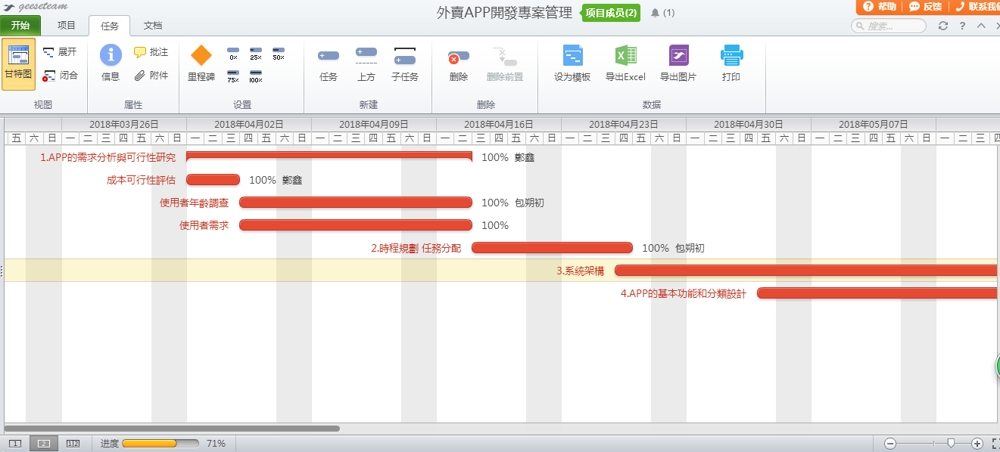 geeseteam
外賣APP開發專案管理 项目成员(2) (1)
帮助 反馈 联系我
开始 项目 任务 文档
搜索...
甘特图 展开 闭合
信息 批注 附件
里程碑 0% 25% 50% 75% 100%
任务 上方 子任务
删除 删除前置
设为模板 导出Excel 导出图片 打印
视图 属性 设置 新建 删除 数据
2018年03月26日 2018年04月02日 2018年04月09日 2018年04月16日 2018年04月23日 2018年04月30日 2018年05月07日
五 六 日 一 二 三 四 五 六 日 一 二 三 四 五 六 日 一 二 三 四 五 六 日 一 二 三 四 五 六 日 一 二 三 四 五 六 日 一 二 三 四 五 六 日 一 二 三 四 五 六 日 一 二 三 四
1.APP的需求分析與可行性研究 100% 鄭鑫
成本可行性評估 100% 鄭鑫
使用者年齡調查 100% 包朔初
使用者需求 100%
2.時程規劃 任務分配 100% 包朔初
3.系統架構
4.APP的基本功能和分類設計
1 2 1|2 进度 71%